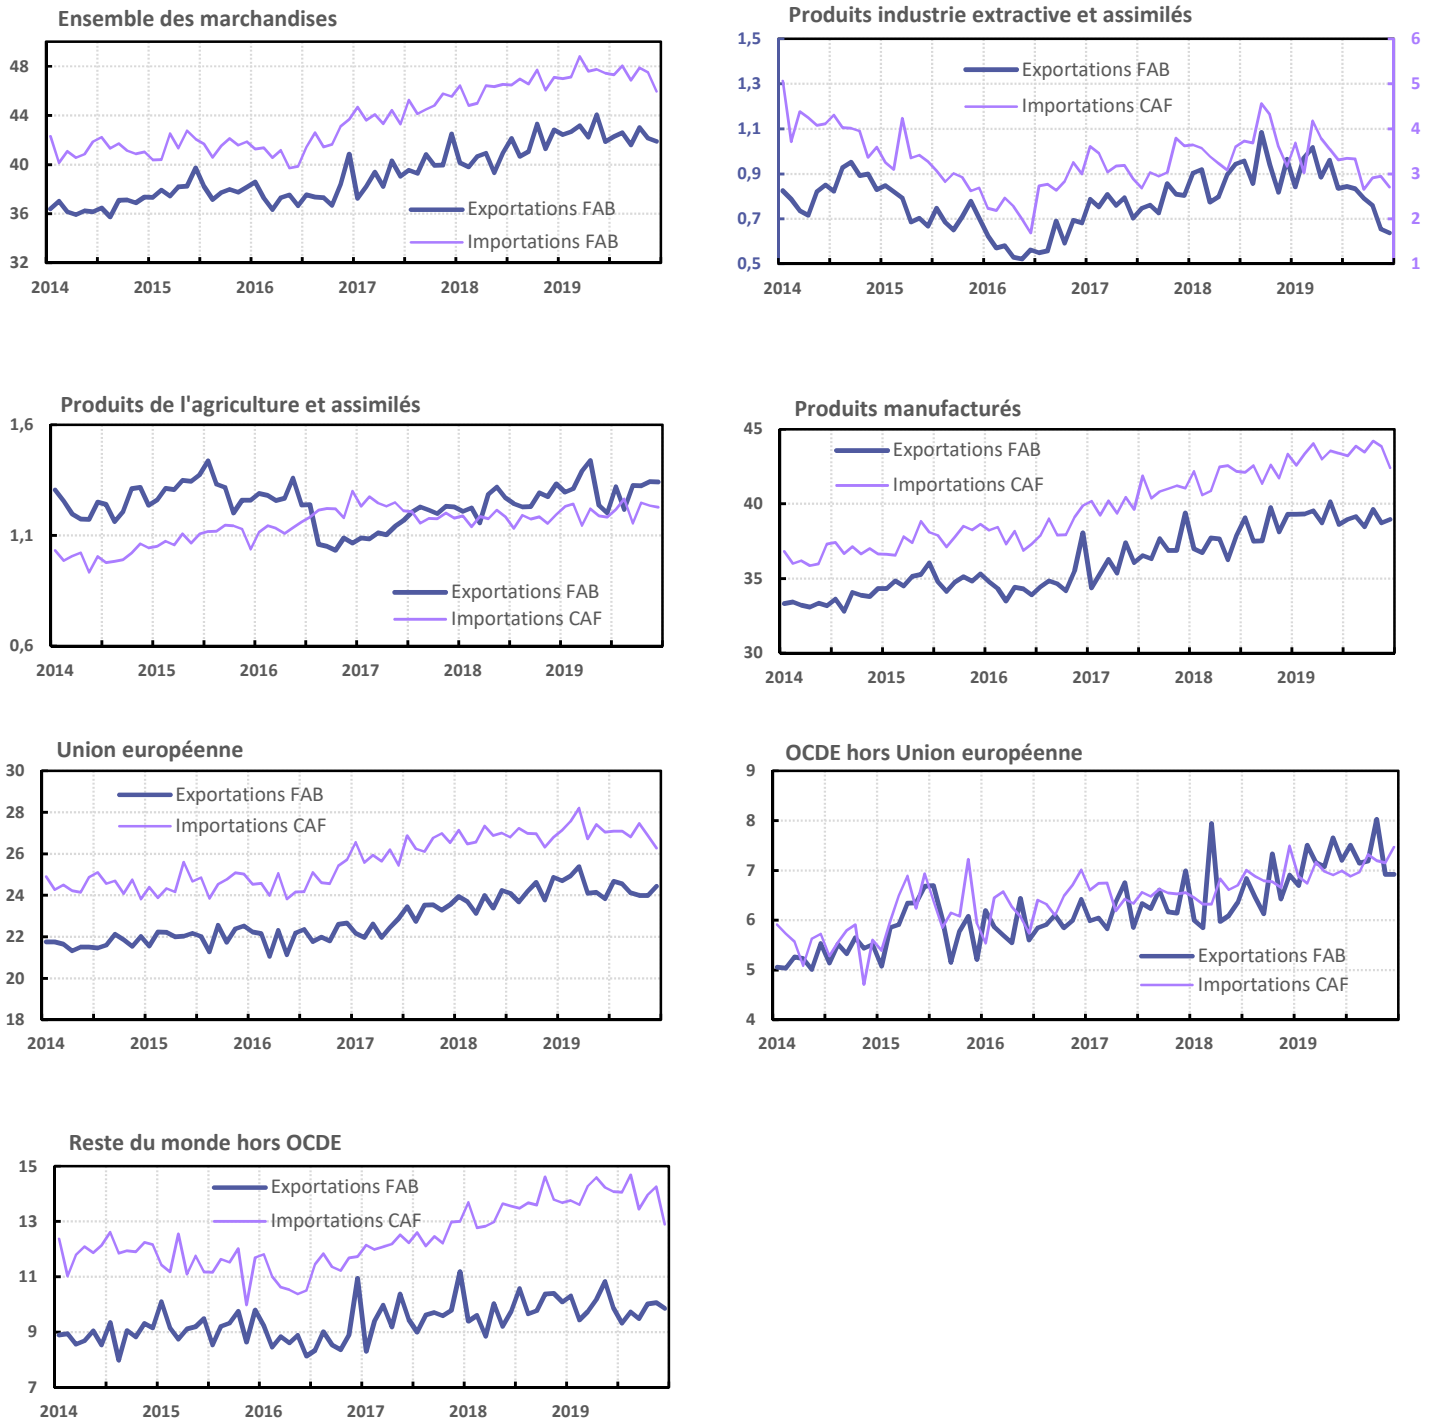 Ensemble des marchandises
48
44
40
36
32
Exportations FAB
Importations FAB
2014 2015 2016 2017 2018 2019
Produits industrie extractive et assimilés
1,5
1,3
1,1
0,9
0,7
0,5
6
5
4
3
2
1
Exportations FAB
Importations CAF
2014 2015 2016 2017 2018 2019
Produits de l'agriculture et assimilés
1,6
1,1
0,6
Exportations FAB
Importations CAF
2014 2015 2016 2017 2018 2019
Produits manufacturés
45
40
35
30
Exportations FAB
Importations CAF
2014 2015 2016 2017 2018 2019
Union européenne
30
28
26
24
22
20
18
Exportations FAB
Importations CAF
2014 2015 2016 2017 2018 2019
OCDE hors Union européenne
9
8
7
6
5
4
Exportations FAB
Importations CAF
2014 2015 2016 2017 2018 2019
Reste du monde hors OCDE
15
13
11
9
7
Exportations FAB
Importations CAF
2014 2015 2016 2017 2018 2019